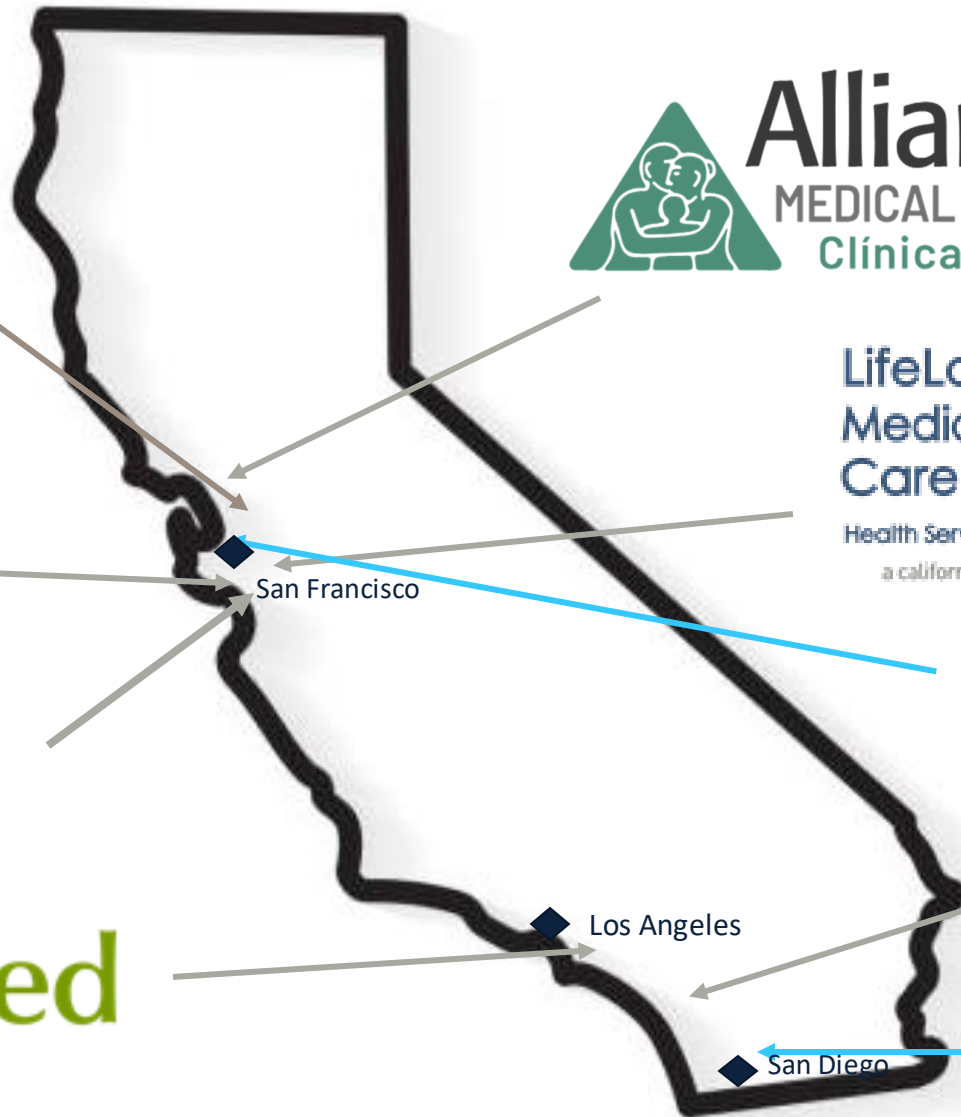 Allian
MEDICAL
Clínica
LifeLo
Medic
Care
Health Serv
a californ
San Francisco
Los Angeles
ed
San Diego